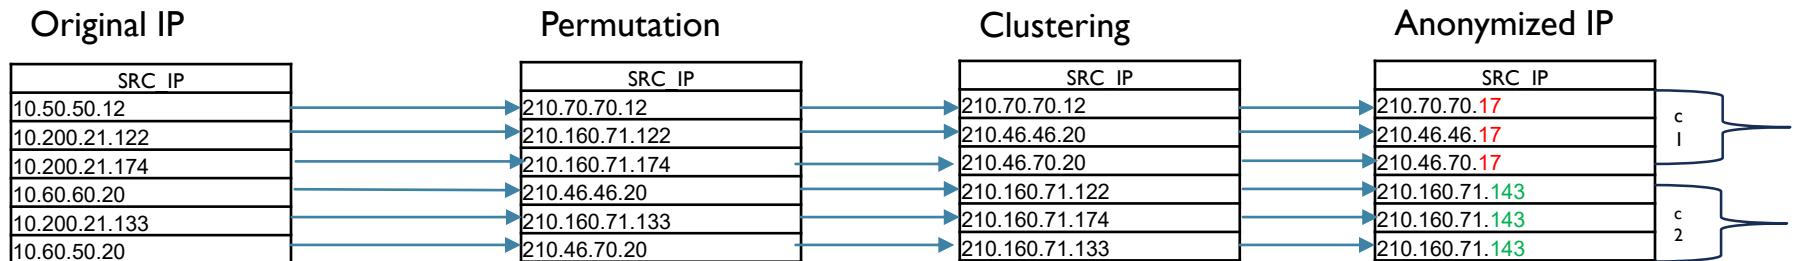 Original IP
Permutation
Clustering
Anonymized IP
SRC_IP
10.50.50.12
10.200.21.122
10.200.21.174
10.60.60.20
10.200.21.133
10.60.50.20
SRC_IP
210.70.70.12
210.160.71.122
210.160.71.174
210.46.46.20
210.160.71.133
210.46.70.20
SRC_IP
210.70.70.12
210.46.46.20
210.46.70.20
210.160.71.122
210.160.71.174
210.160.71.133
SRC_IP
210.70.70.17
210.46.46.17
210.46.70.17
210.160.71.143
210.160.71.143
210.160.71.143
c
1
c
2